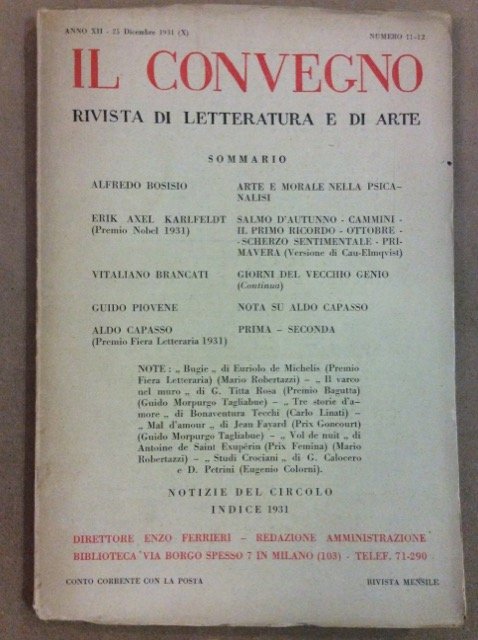 ANNO XII - 25 Dicembre 1931 (X)
NUMERO 11-12
IL CONVEGNO
RIVISTA DI LETTERATURA E DI ARTE
SOMMARIO
ALFREDO BOSISIO
ARTE E MORALE NELLA PSICA-
NALISI
ERIK AXEL KARLFELDT
(Premio Nobel 1931)
SALMO D'AUTUNNO - CAMMINI -
IL PRIMO RICORDO - OTTOBRE -
- SCHERZO SENTIMENTALE - PRI-
MAVERA (Versione di Cau-Elmqvist)
VITALIANO BRANCATI
GIORNI DEL VECCHIO GENIO
(Continua)
GUIDO PIOVENE
NOTA SU ALDO CAPASSO
ALDO CAPASSO
(Premio Fiera Letteraria 1931)
PRIMA – SECONDA
NOTE : „ Bugie „ di Euriolo de Michelis (Premio
Fiera Letteraria) (Mario Robertazzi) – „ Il varco
nel muro „ di G. Titta Rosa (Premio Bagutta)
(Guido Morpurgo Tagliabue) – „ Tre storie d'a-
more „ di Bonaventura Tecchi (Carlo Linati) –
„ Mal d'amour „ di Jean Fayard (Prix Goncourt)
(Guido Morpurgo Tagliabue) – „ Vol de nuit „ di
Antoine de Saint Exupérin (Prix Femina) (Mario
Robertazzi) – „ Studi Crociani „ di G. Calocero
e D. Petrini (Eugenio Colorni).
NOTIZIE DEL CIRCOLO
INDICE 1931
DIRETTORE ENZO FERRIERI – REDAZIONE AMMINISTRAZIONE
BIBLIOTECA VIA BORGO SPESSO 7 IN MILANO (103) - TELEF. 71-290
CONTO CORRENTE CON LA POSTA
RIVISTA MENSILE